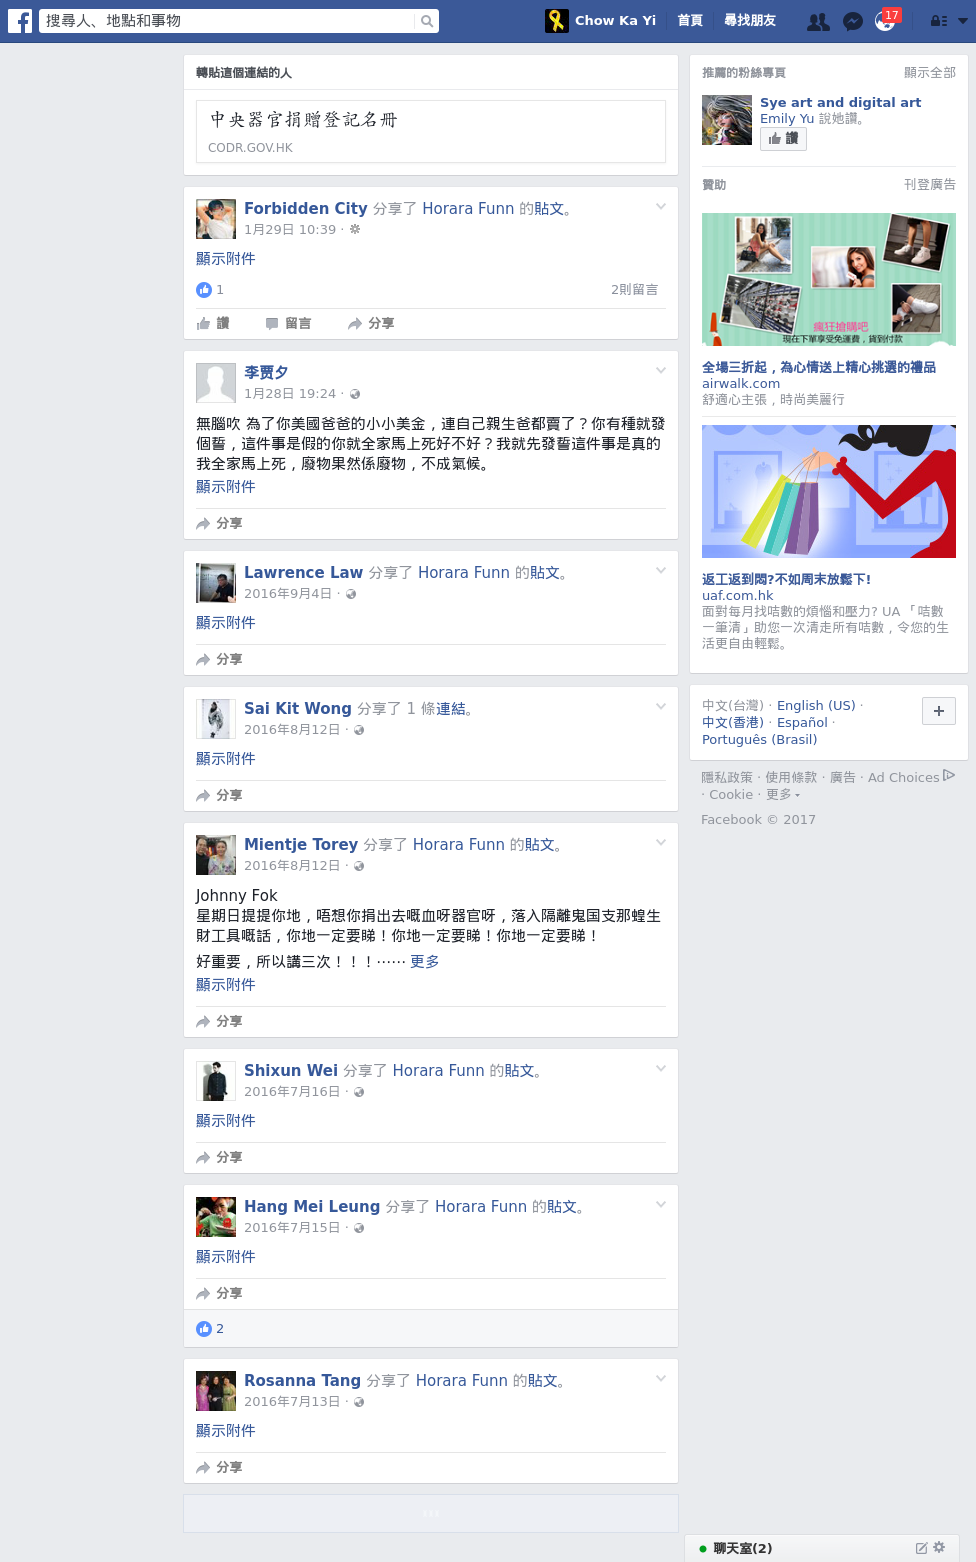 搜尋人、地點和事物
Chow Ka Yi 首頁 尋找朋友 17
轉貼這個連結的人
中央器官捐贈登記名冊
CODR.GOV.HK
Forbidden City 分享了 Horara Funn 的貼文。
1月29日 10:39 ·
顯示附件
1 2則留言
讚 留言 分享
李贾夕
1月28日 19:24 ·
無腦吹 為了你美國爸爸的小小美金，連自己親生爸都賣了？你有種就發
個誓，這件事是假的你就全家馬上死好不好？我就先發誓這件事是真的
我全家馬上死，廢物果然係廢物，不成氣候。
顯示附件
分享
Lawrence Law 分享了 Horara Funn 的貼文。
2016年9月4日 ·
顯示附件
分享
Sai Kit Wong 分享了 1 條連結。
2016年8月12日 ·
顯示附件
分享
Mientje Torey 分享了 Horara Funn 的貼文。
2016年8月12日 ·
Johnny Fok
星期日提提你地，唔想你捐出去嘅血呀器官呀，落入隔離鬼国支那蝗生
財工具嘅話，你地一定要睇！你地一定要睇！你地一定要睇！
好重要，所以講三次！！！⋯⋯ 更多
顯示附件
分享
Shixun Wei 分享了 Horara Funn 的貼文。
2016年7月16日 ·
顯示附件
分享
Hang Mei Leung 分享了 Horara Funn 的貼文。
2016年7月15日 ·
顯示附件
分享
2
Rosanna Tang 分享了 Horara Funn 的貼文。
2016年7月13日 ·
顯示附件
分享
推薦的粉絲專頁 顯示全部
Sye art and digital art
Emily Yu 說她讚。
讚
贊助 刊登廣告
瘋狂搶購吧
現在下單享受免運費，貨到付款
全場三折起，為心情送上精心挑選的禮品
airwalk.com
舒適心主張，時尚美麗行
返工返到悶?不如周末放鬆下!
uaf.com.hk
面對每月找咭數的煩惱和壓力? UA「咭數
一筆清」助您一次清走所有咭數，令您的生
活更自由輕鬆。
中文(台灣) · English (US) ·
中文(香港) · Español ·
Português (Brasil)
隱私政策 · 使用條款 · 廣告 · Ad Choices
· Cookie · 更多
Facebook © 2017
聊天室(2)